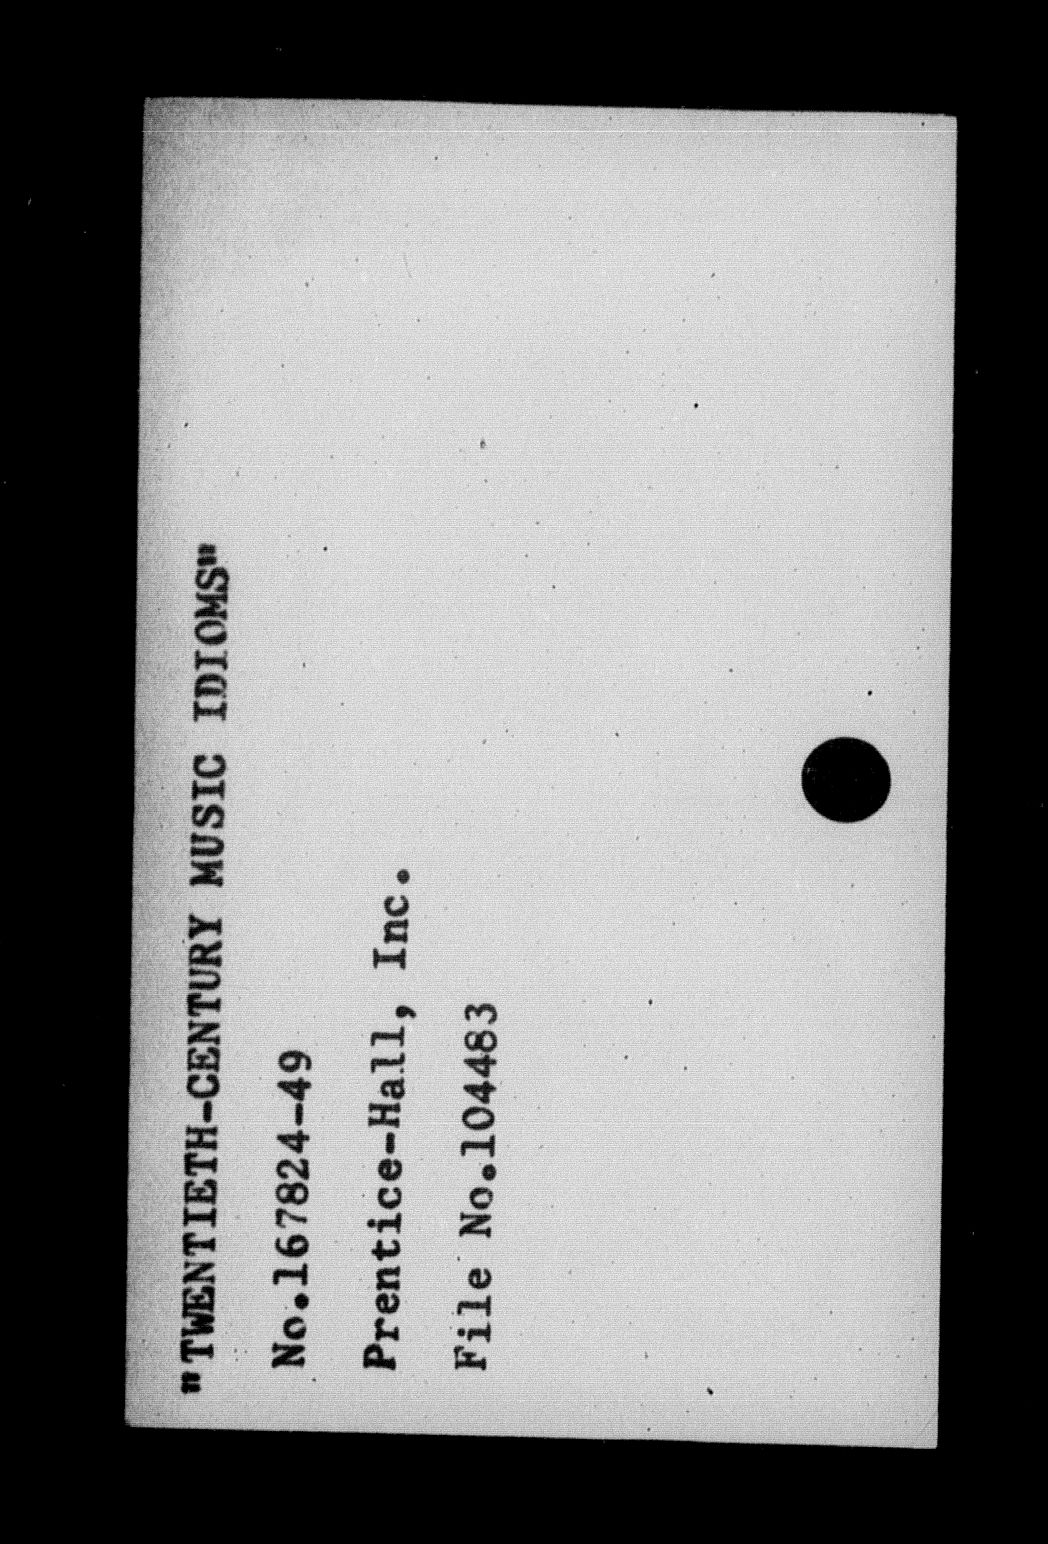 "TWENTIETH-CENTURY MUSIC IDIOMS"
No.167824-49
Prentice-Hall, Inc.
File No.104483